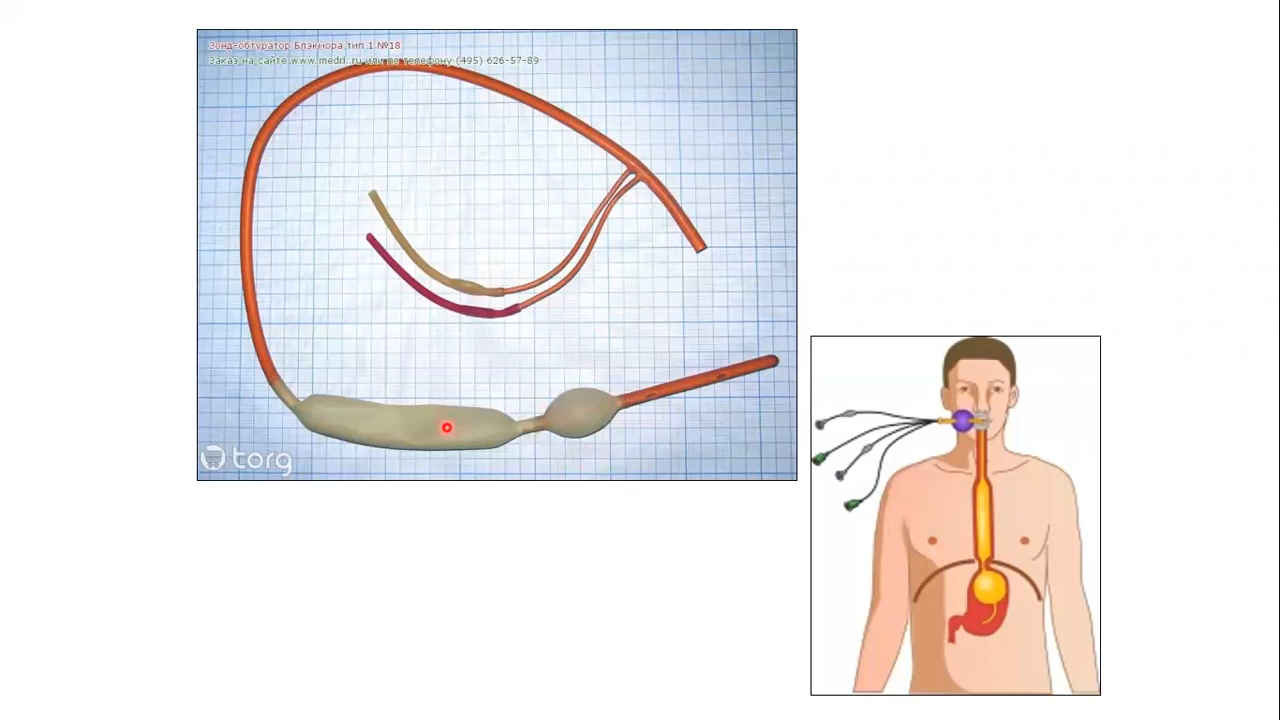 Зонд-обтуратор Блэкмора тип 1 №18
Заказ на сайте www.medrk.ru или по телефону (495) 626-57-89
torg